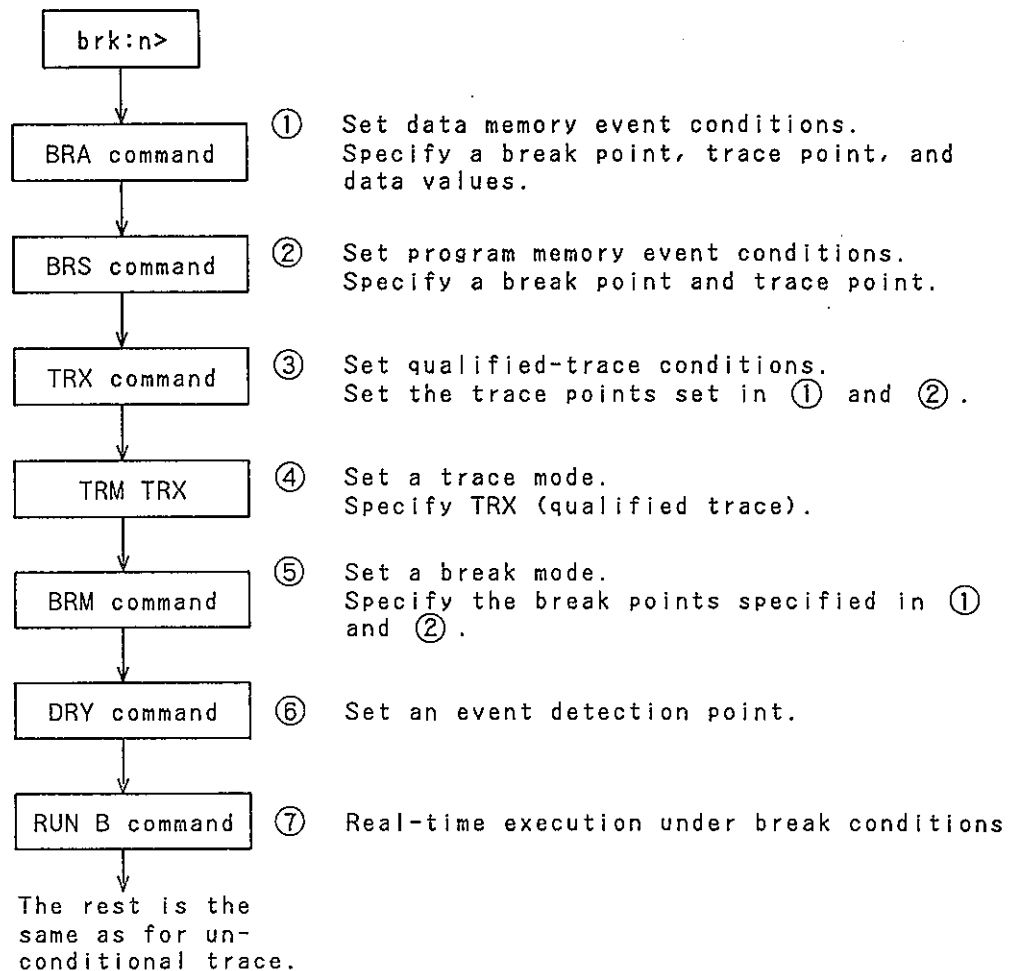 brk:n>
BRA command
① Set data memory event conditions.
Specify a break point, trace point, and
data values.
BRS command
② Set program memory event conditions.
Specify a break point and trace point.
TRX command
③ Set qualified-trace conditions.
Set the trace points set in ① and ②.
TRM TRX
④ Set a trace mode.
Specify TRX (qualified trace).
BRM command
⑤ Set a break mode.
Specify the break points specified in ①
and ②.
DRY command
⑥ Set an event detection point.
RUN B command
⑦ Real-time execution under break conditions
The rest is the
same as for un-
conditional trace.